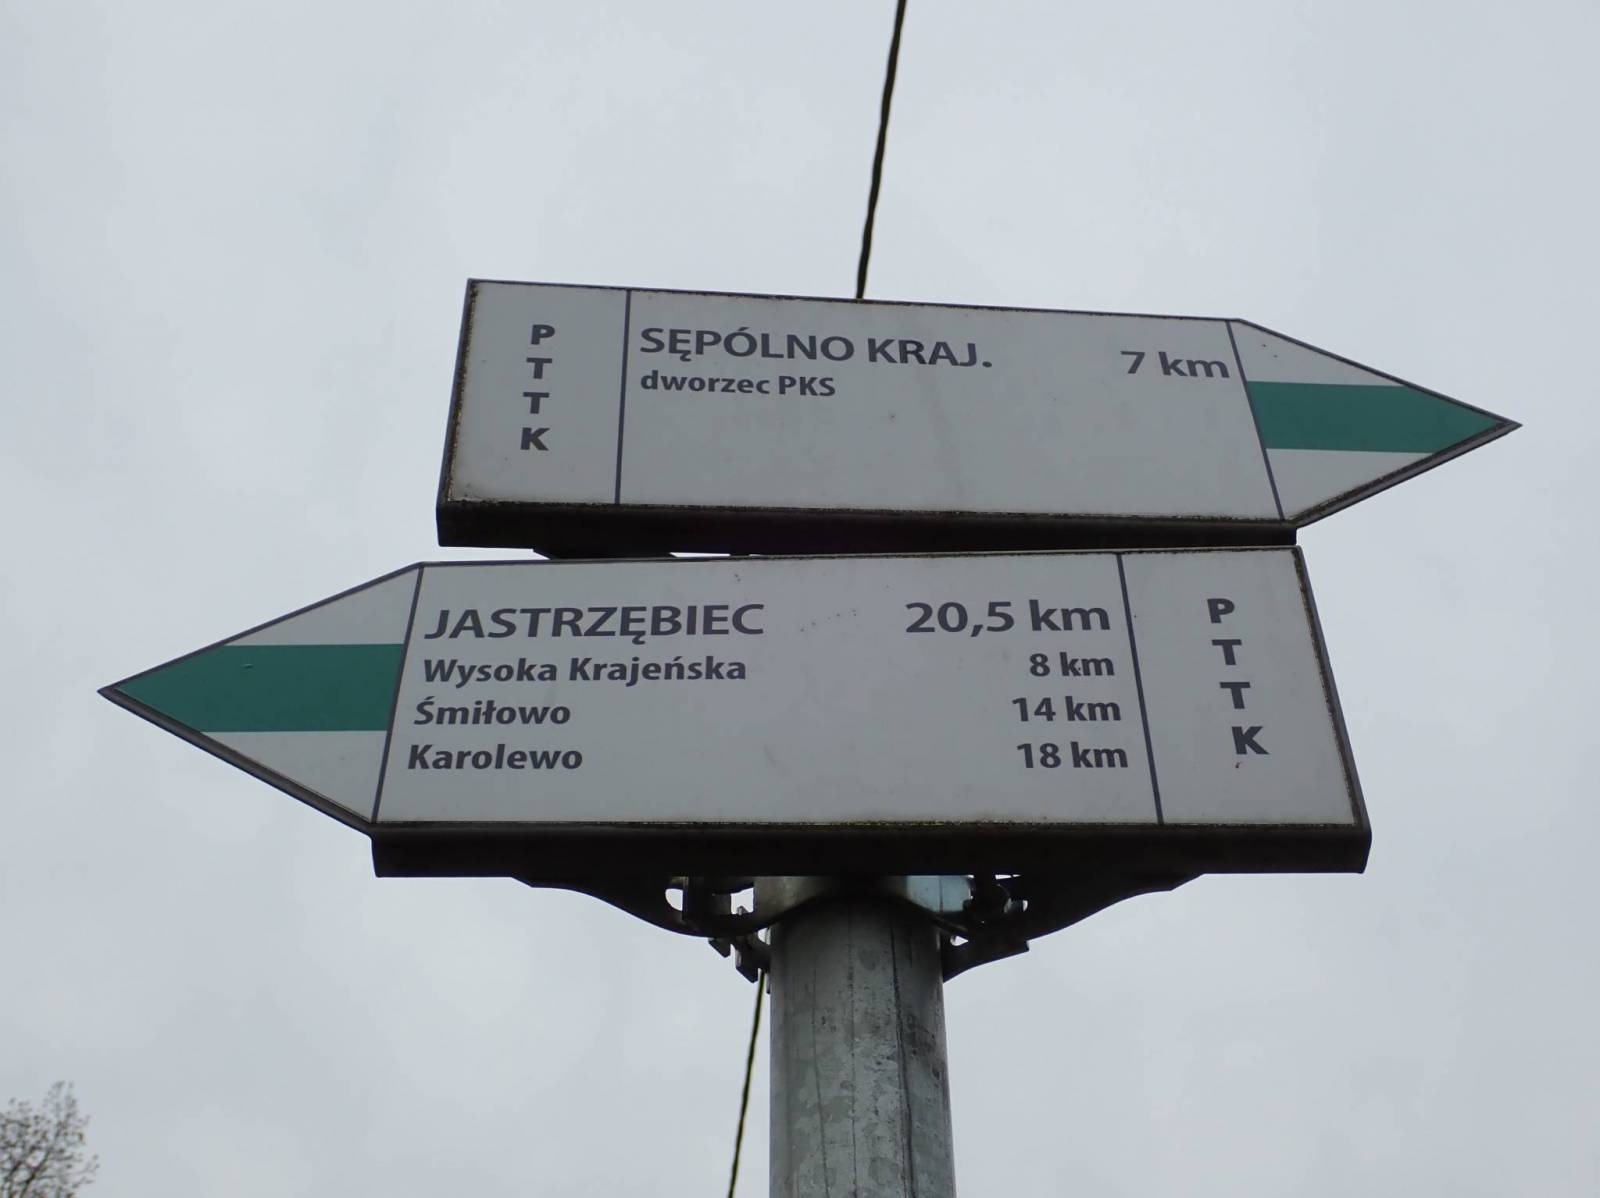 PTTK
SĘPÓLNO KRAJ. 7 km
dworzec PKS
JASTRZĘBIEC 20,5 km
Wysoka Krajeńska 8 km
Śmiłowo 14 km
Karolewo 18 km
PTTK